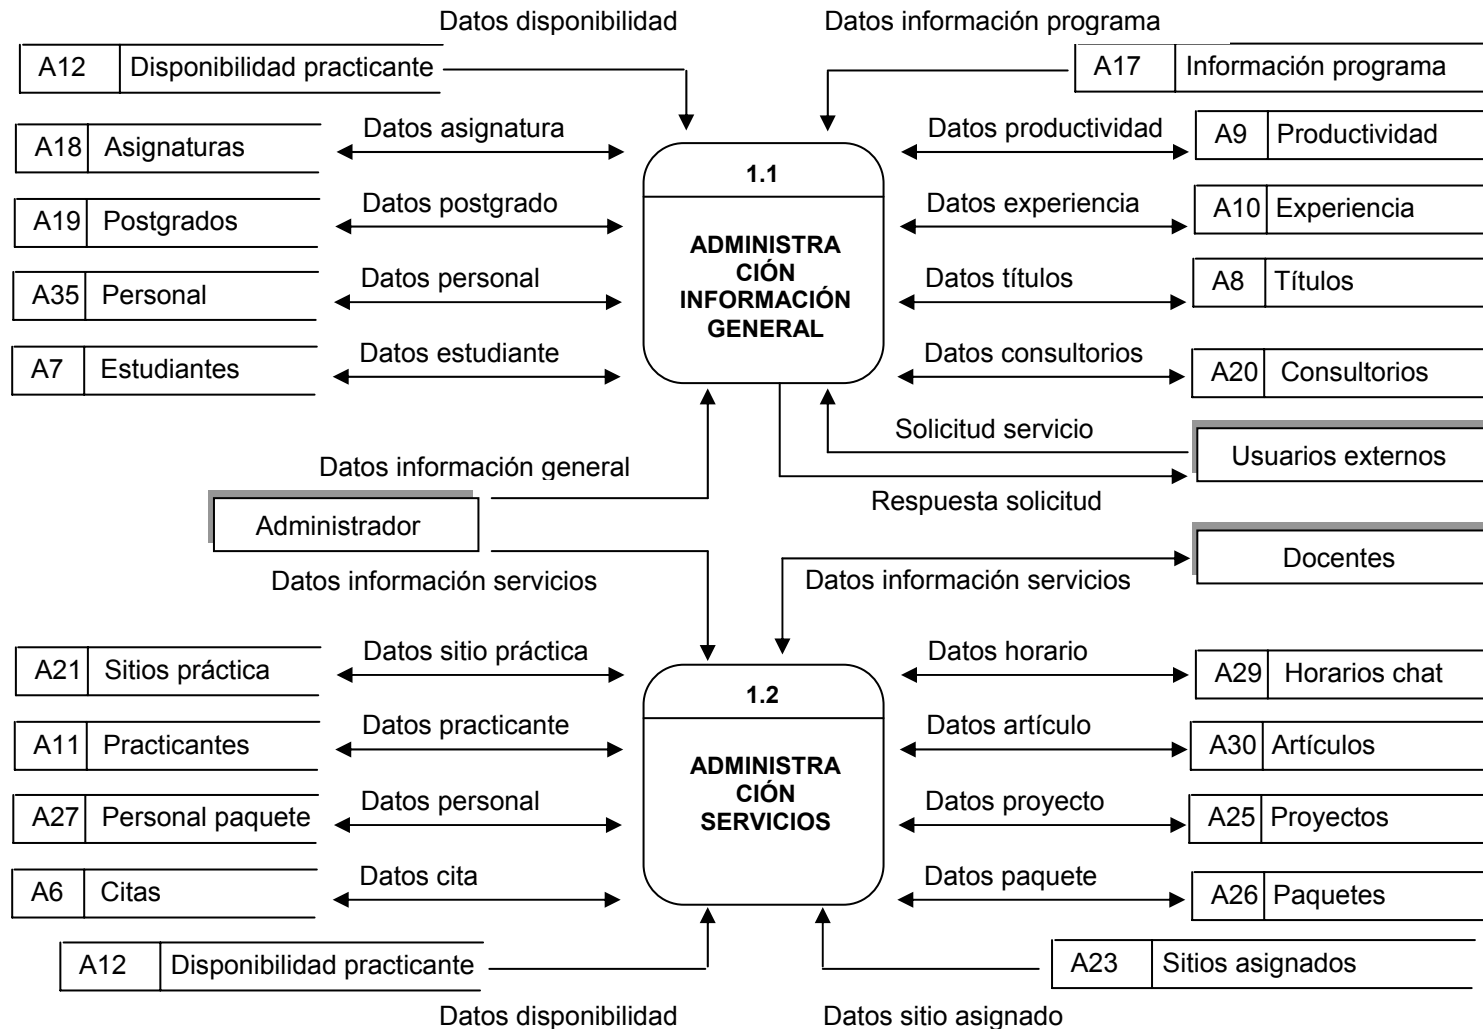 Datos disponibilidad Datos información programa
A12 Disponibilidad practicante A17 Información programa
A18 Asignaturas Datos asignatura Datos productividad A9 Productividad
1.1
A19 Postgrados Datos postgrado Datos experiencia A10 Experiencia
ADMINISTRA
CIÓN
INFORMACIÓN
GENERAL
A35 Personal Datos personal Datos títulos A8 Títulos
A7 Estudiantes Datos estudiante Datos consultorios A20 Consultorios
Solicitud servicio
Datos información general Usuarios externos
Respuesta solicitud
Administrador
Docentes
Datos información servicios Datos información servicios
A21 Sitios práctica Datos sitio práctica Datos horario A29 Horarios chat
1.2
A11 Practicantes Datos practicante Datos artículo A30 Artículos
ADMINISTRA
CIÓN
SERVICIOS
A27 Personal paquete Datos personal Datos proyecto A25 Proyectos
A6 Citas Datos cita Datos paquete A26 Paquetes
A12 Disponibilidad practicante A23 Sitios asignados
Datos disponibilidad Datos sitio asignado